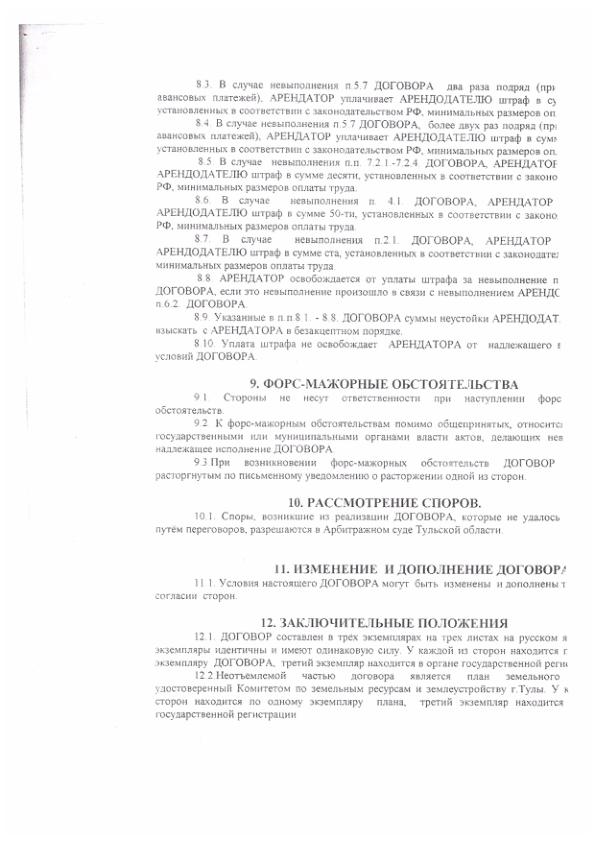 8.3. В случае невыполнения п.5.7 ДОГОВОРА два раза подряд (при
авансовых платежей), АРЕНДАТОР уплачивает АРЕНДОДАТЕЛЮ штраф в су
установленных в соответствии с законодательством РФ, минимальных размеров оп
8.4. В случае невыполнения п.5.7 ДОГОВОРА, более двух раз подряд (при
авансовых платежей), АРЕНДАТОР уплачивает АРЕНДОДАТЕЛЮ штраф в сумм
установленных в соответствии с законодательством РФ, минимальных размеров оп
8.5. В случае невыполнения п.п. 7.2.1.-7.2.4. ДОГОВОРА, АРЕНДАТОР
АРЕНДОДАТЕЛЮ штраф в сумме десяти, установленных в соответствии с законо
РФ, минимальных размеров оплаты труда.
8.6. В случае невыполнения п. 4.1. ДОГОВОРА, АРЕНДАТОР
АРЕНДОДАТЕЛЮ штраф в сумме 50-ти, установленных в соответствии с законо
РФ, минимальных размеров оплаты труда.
8.7. В случае невыполнения п.2.1. ДОГОВОРА, АРЕНДАТОР
АРЕНДОДАТЕЛЮ штраф в сумме ста, установленных в соответствии с законодател
минимальных размеров оплаты труда.
8.8. АРЕНДАТОР освобождается от уплаты штрафа за невыполнение п
ДОГОВОРА, если это невыполнение произошло в связи с невыполнением АРЕНДО
п.6.2. ДОГОВОРА.
8.9. Указанные в п.п.8.1. - 8.8. ДОГОВОРА суммы неустойки АРЕНДОДАТ
взыскать с АРЕНДАТОРА в безакцептном порядке.
8.10. Уплата штрафа не освобождает АРЕНДАТОРА от надлежащего в
условий ДОГОВОРА.
9. ФОРС-МАЖОРНЫЕ ОБСТОЯТЕЛЬСТВА
9.1. Стороны не несут ответственности при наступлении форс
обстоятельств.
9.2. К форс-мажорным обстоятельствам помимо общепринятых, относитс
государственными или муниципальными органами власти актов, делающих нев
надлежащее исполнение ДОГОВОРА
9.3 При возникновении форс-мажорных обстоятельств ДОГОВОР
расторгнутым по письменному уведомлению о расторжении одной из сторон.
10. РАССМОТРЕНИЕ СПОРОВ.
10.1. Споры, возникшие из реализации ДОГОВОРА, которые не удалось
путём переговоров, разрешаются в Арбитражном суде Тульской области.
11. ИЗМЕНЕНИЕ И ДОПОЛНЕНИЕ ДОГОВОРА
11.1. Условия настоящего ДОГОВОРА могут быть изменены и дополнены т
согласии сторон.
12. ЗАКЛЮЧИТЕЛЬНЫЕ ПОЛОЖЕНИЯ
12.1. ДОГОВОР составлен в трёх экземплярах на трех листах на русском я
экземпляры идентичны и имеют одинаковую силу. У каждой из сторон находится п
экземпляру ДОГОВОРА, третий экземпляр находится в органе государственной реги
12.2 Неотъемлемой частью договора является план земельного
удостоверенный Комитетом по земельным ресурсам и землеустройству г.Тулы. У к
сторон находится по одному экземпляру плана, третий экземпляр находится
государственной регистрации